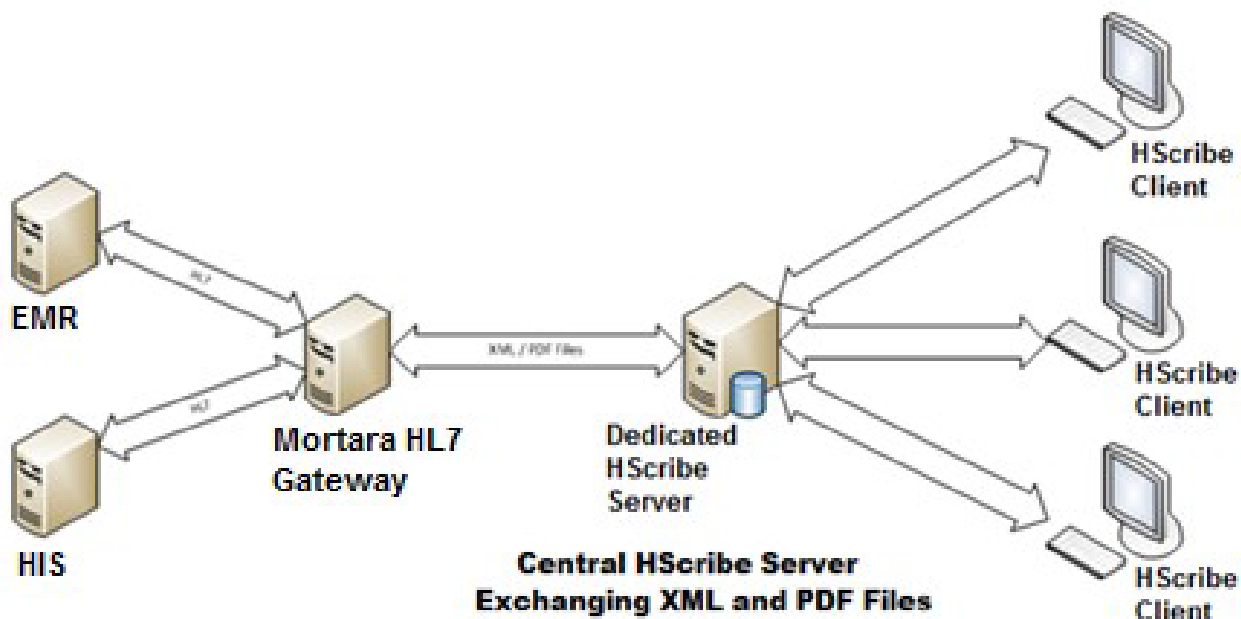 EMR
HL7
HIS
HL7
Mortara HL7
Gateway
XML / PDF Files
Dedicated
HScribe
Server
HScribe
Client
HScribe
Client
HScribe
Client
Central HScribe Server
Exchanging XML and PDF Files